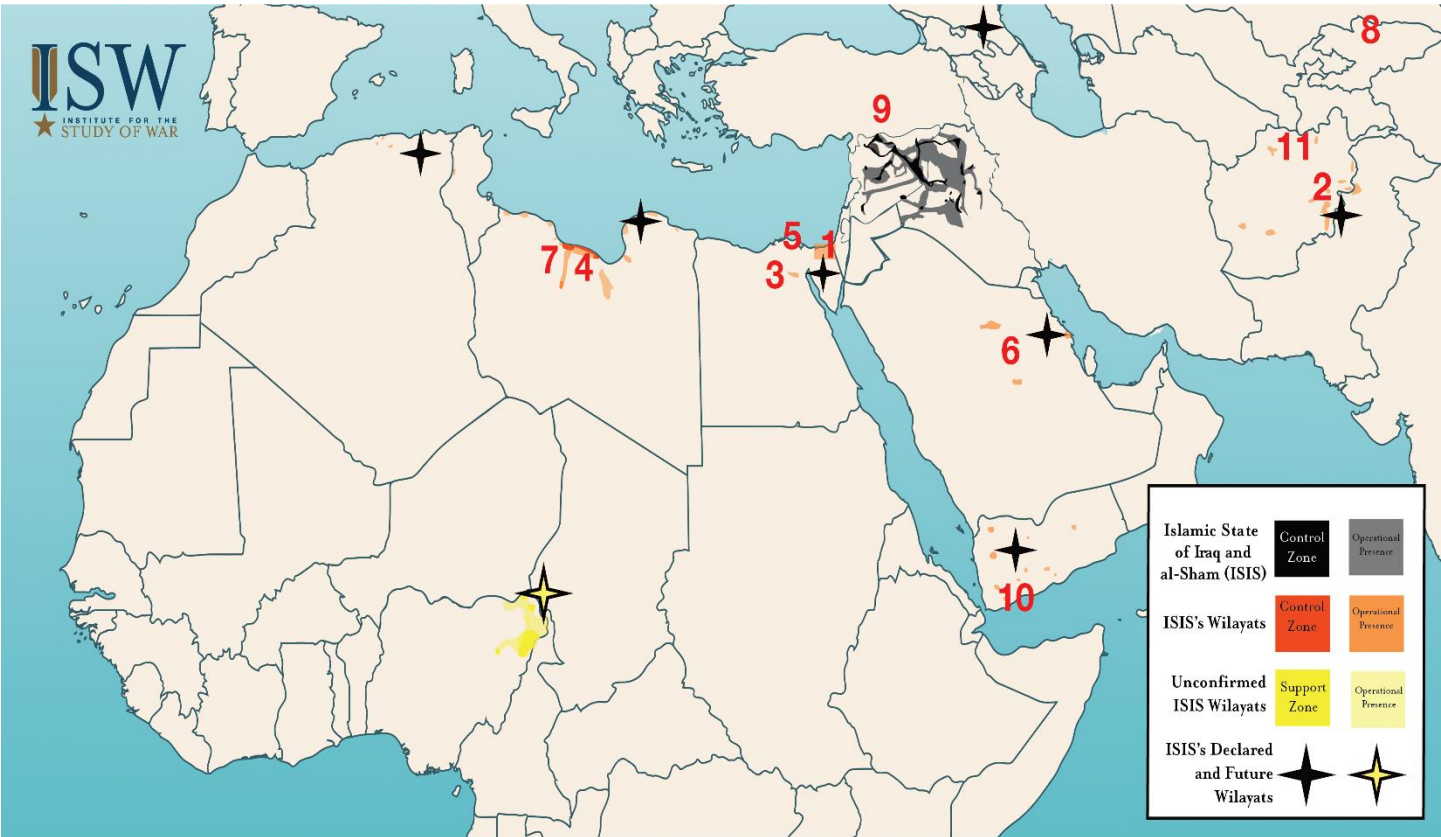 ISW
INSTITUTE FOR THE
STUDY OF WAR
8
9
11
2
5
1
7
4
3
6
10
Islamic State
of Iraq and
al-Sham (ISIS)
Control
Zone
Operational
Presence
ISIS's Wilayats
Control
Zone
Operational
Presence
Unconfirmed
ISIS Wilayats
Support
Zone
Operational
Presence
ISIS's Declared
and Future
Wilayats